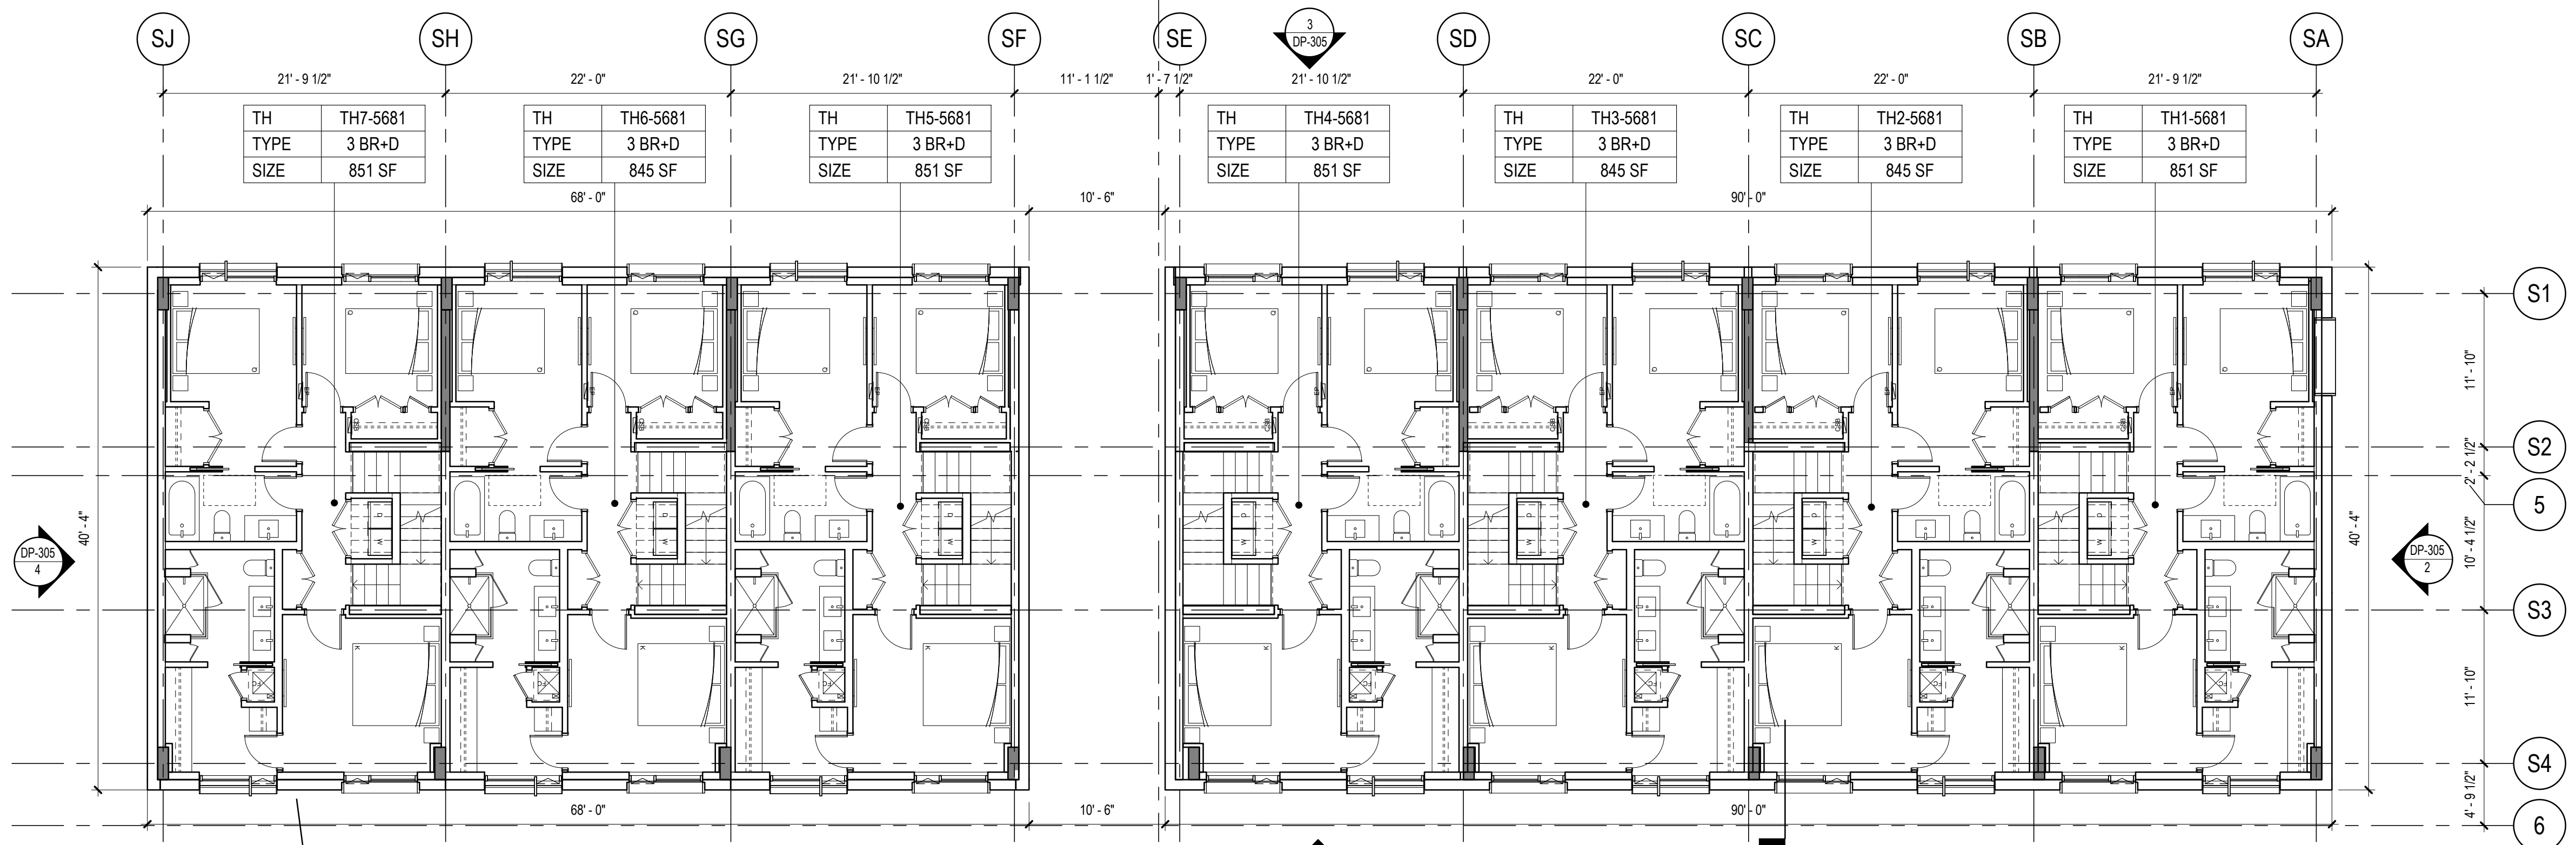 SJ SH SG SF SE SD SC SB SA
3
DP-305
21' - 9 1/2" 22' - 0" 21' - 10 1/2" 11' - 1 1/2" 1' - 7 1/2" 21' - 10 1/2" 22' - 0" 22' - 0" 21' - 9 1/2"
TH TH7-5681
TYPE 3 BR+D
SIZE 851 SF
TH TH6-5681
TYPE 3 BR+D
SIZE 845 SF
TH TH5-5681
TYPE 3 BR+D
SIZE 851 SF
TH TH4-5681
TYPE 3 BR+D
SIZE 851 SF
TH TH3-5681
TYPE 3 BR+D
SIZE 845 SF
TH TH2-5681
TYPE 3 BR+D
SIZE 845 SF
TH TH1-5681
TYPE 3 BR+D
SIZE 851 SF
68' - 0" 10' - 6" 90' - 0"
S1
11' - 10"
S2
2' - 2 1/2"
5
40' - 4"
DP-305
4
40' - 4"
DP-305
2
10' - 4 1/2"
S3
11' - 10"
S4
4' - 9 1/2"
6
D D D D D D D
W W W W W W W
K K K K K K K
68' - 0" 10' - 6" 90' - 0"